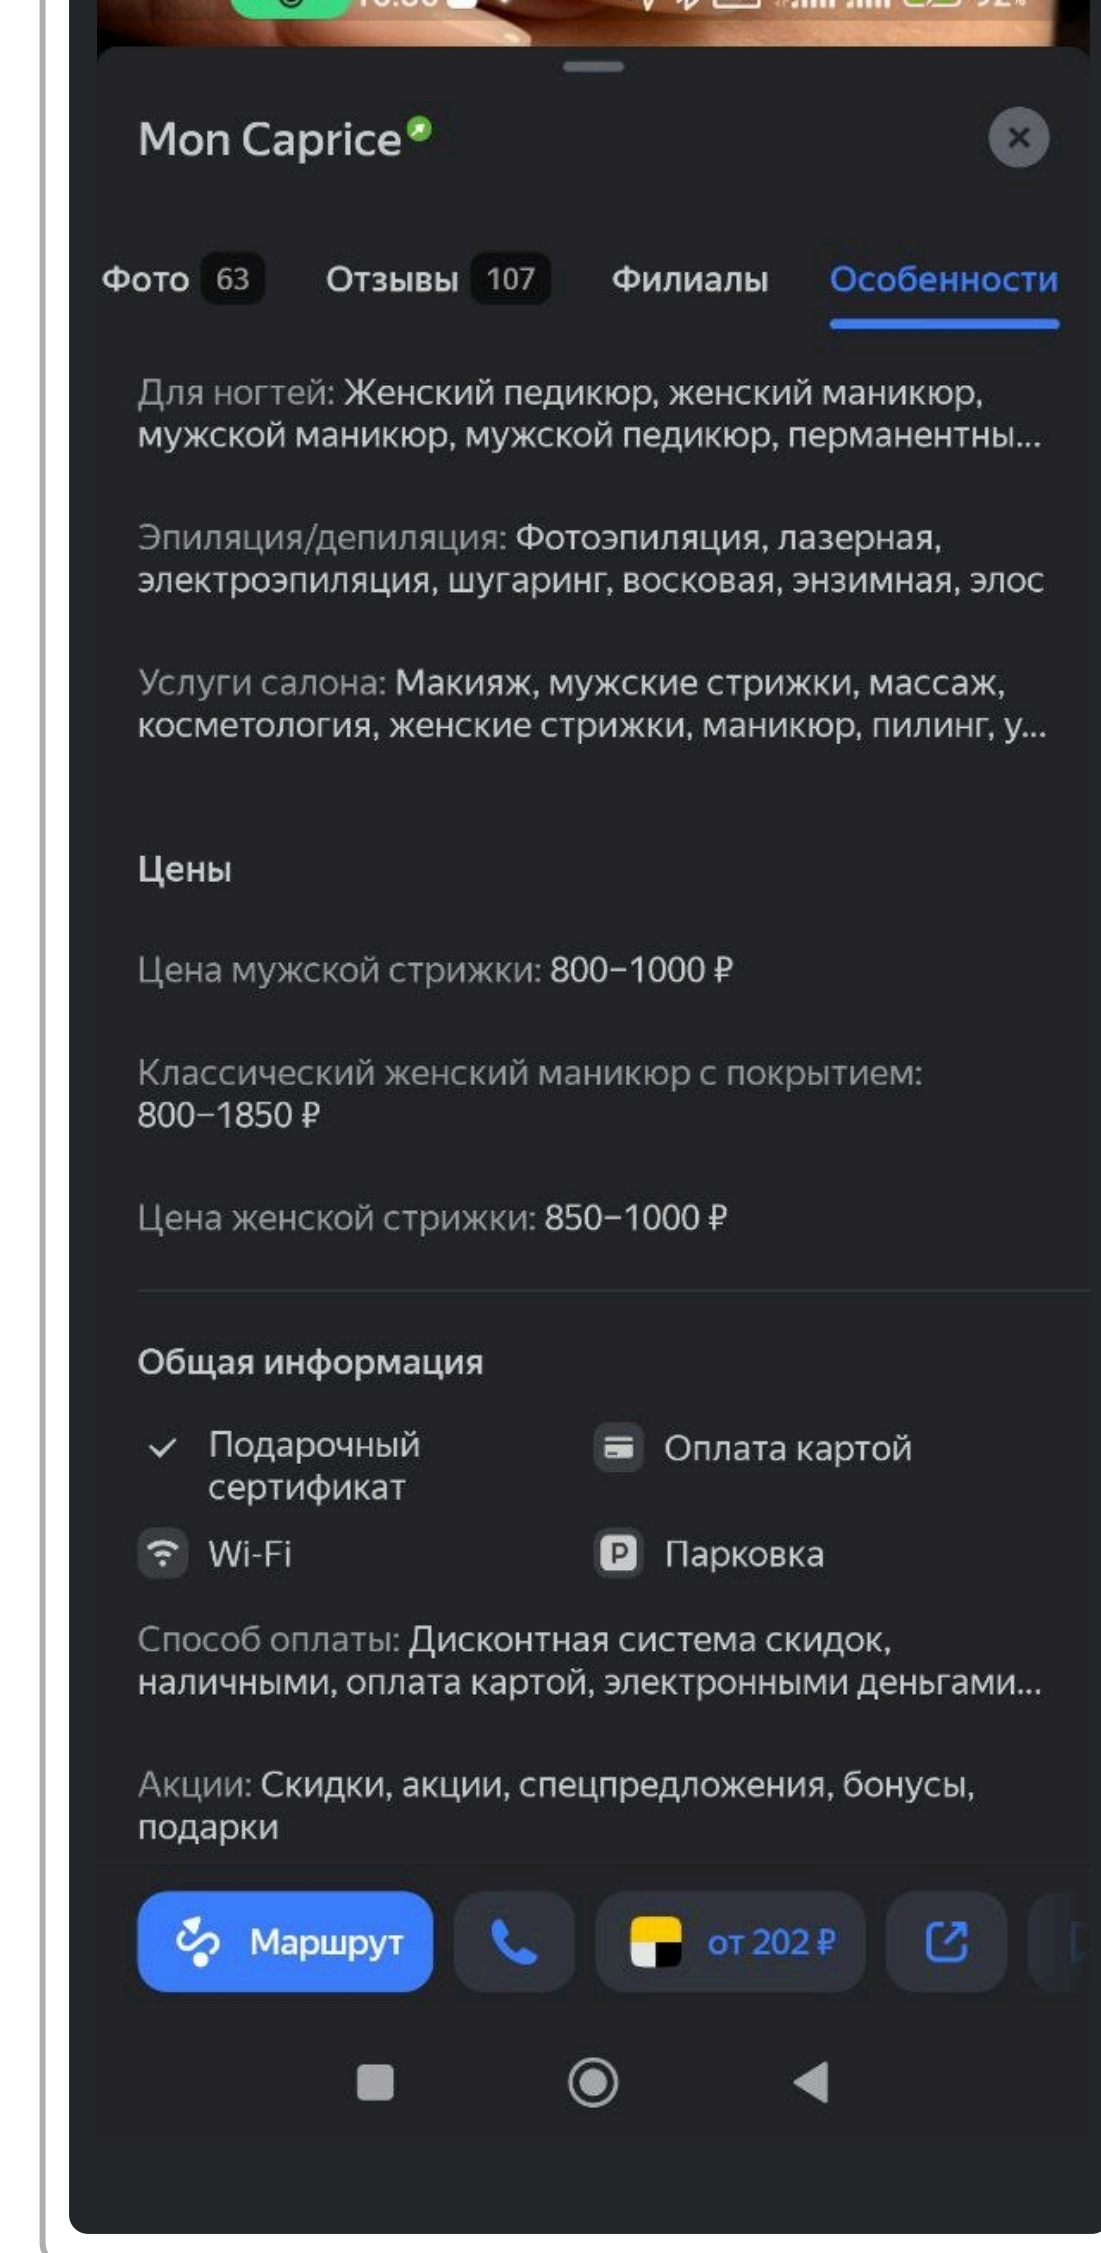 Mon Caprice
Фото 63 Отзывы 107 Филиалы Особенности
Для ногтей: Женский педикюр, женский маникюр,
мужской маникюр, мужской педикюр, перманентны...
Эпиляция/депиляция: Фотоэпиляция, лазерная,
электроэпиляция, шугаринг, восковая, энзимная, элос
Услуги салона: Макияж, мужские стрижки, массаж,
косметология, женские стрижки, маникюр, пилинг, у...
Цены
Цена мужской стрижки: 800–1000 ₽
Классический женский маникюр с покрытием:
800–1850 ₽
Цена женской стрижки: 850–1000 ₽
Общая информация
Подарочный
сертификат
Оплата картой
Wi-Fi
P Парковка
Способ оплаты: Дисконтная система скидок,
наличными, оплата картой, электронными деньгами...
Акции: Скидки, акции, спецпредложения, бонусы,
подарки
Маршрут от 202 ₽